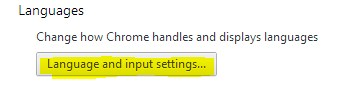 Languages
Change how Chrome handles and displays languages
Language and input settings...